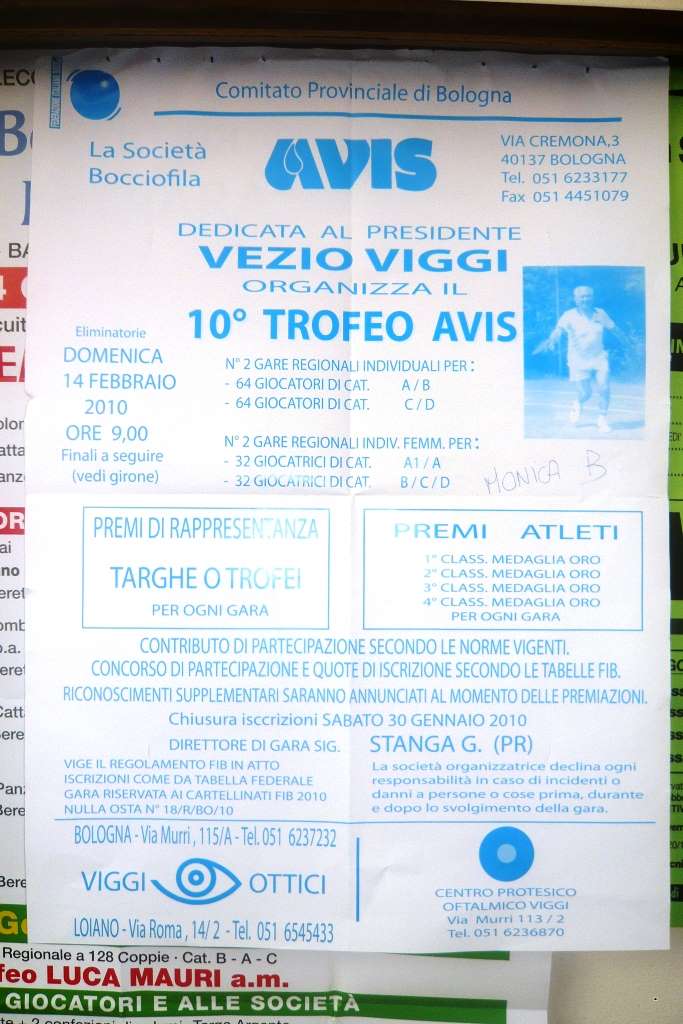 Comitato Provinciale di Bologna
La Società
Bocciofila
AVIS
VIA CREMONA,3
40137 BOLOGNA
Tel. 051 6233177
Fax 051 4451079
DEDICATA AL PRESIDENTE
VEZIO VIGGI
ORGANIZZA IL
10° TROFEO AVIS
Eliminatorie
DOMENICA
14 FEBBRAIO
2010
ORE 9,00
Finali a seguire
(vedi girone)
N° 2 GARE REGIONALI INDIVIDUALI PER :
- 64 GIOCATORI DI CAT. A / B
- 64 GIOCATORI DI CAT. C / D
N° 2 GARE REGIONALI INDIV. FEMM. PER :
- 32 GIOCATRICI DI CAT. A1 / A
- 32 GIOCATRICI DI CAT. B / C / D
MONICA B
PREMI DI RAPPRESENTANZA
TARGHE O TROFEI
PER OGNI GARA
PREMI ATLETI
1° CLASS. MEDAGLIA ORO
2° CLASS. MEDAGLIA ORO
3° CLASS. MEDAGLIA ORO
4° CLASS. MEDAGLIA ORO
PER OGNI GARA
CONTRIBUTO DI PARTECIPAZIONE SECONDO LE NORME VIGENTI.
CONCORSO DI PARTECIPAZIONE E QUOTE DI ISCRIZIONE SECONDO LE TABELLE FIB.
RICONOSCIMENTI SUPPLEMENTARI SARANNO ANNUNCIATI AL MOMENTO DELLE PREMIAZIONI.
Chiusura isccrizioni SABATO 30 GENNAIO 2010
DIRETTORE DI GARA SIG. STANGA G. (PR)
VIGE IL REGOLAMENTO FIB IN ATTO
ISCRIZIONI COME DA TABELLA FEDERALE
GARA RISERVATA AI CARTELLINATI FIB 2010
NULLA OSTA N° 18/R/BO/10
La società organizzatrice declina ogni
responsabilità in caso di incidenti o
danni a persone o cose prima, durante
e dopo lo svolgimento della gara.
BOLOGNA - Via Murri , 115/A - Tel. 051 6237232
VIGGI OTTICI
LOIANO - Via Roma , 14/2 - Tel. 051 6545433
CENTRO PROTESICO
OFTALMICO VIGGI
Via Murri 113 / 2
Tel. 051 6236870
Regionale a 128 Coppie - Cat. B - A - C
feo LUCA MAURI a.m.
GIOCATORI E ALLE SOCIETÀ